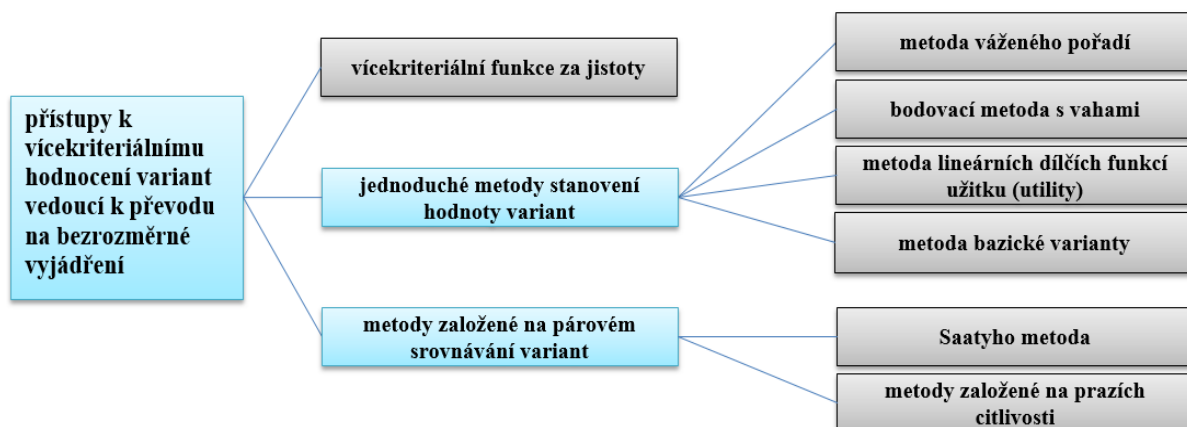 přístupy k
vícekriteriálnímu
hodnocení variant
vedoucí k převodu
na bezrozměrné
vyjádření
vícekriteriální funkce za jistoty
jednoduché metody stanovení
hodnoty variant
metody založené na párovém
srovnávání variant
metoda váženého pořadí
bodovací metoda s vahami
metoda lineárních dílčích funkcí
užitku (utility)
metoda bazické varianty
Saatyho metoda
metody založené na prazích
citlivosti